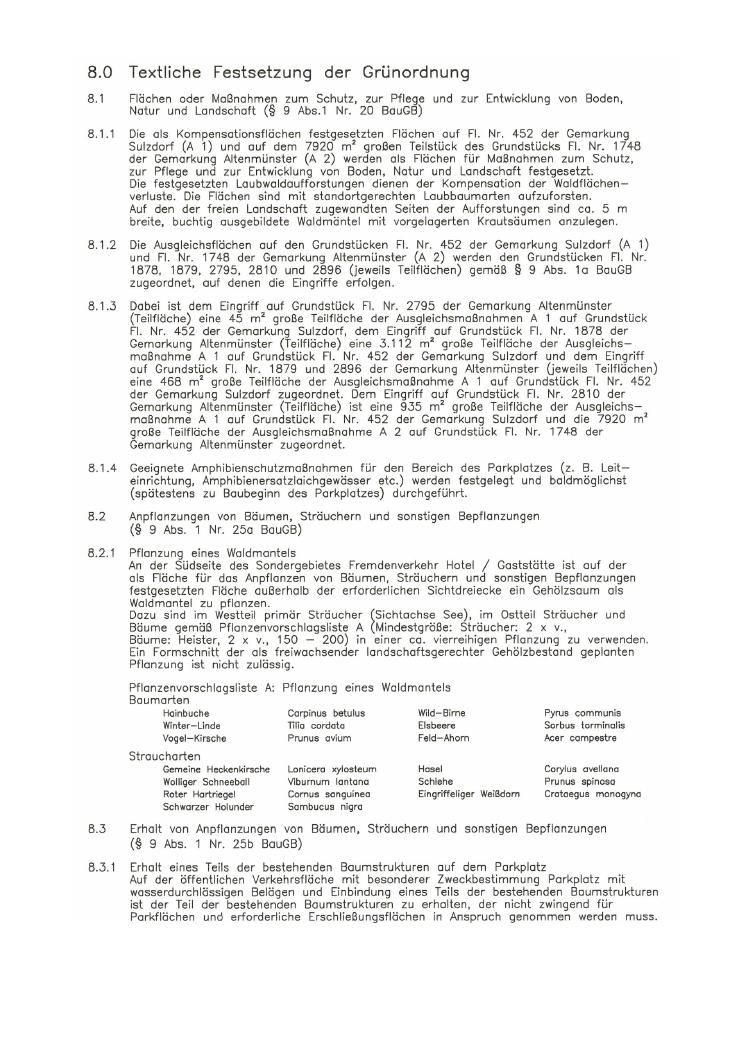 8.0 Textliche Festsetzung der Grünordnung
8.1 Flächen oder Maßnahmen zum Schutz, zur Pflege und zur Entwicklung von Boden,
Natur und Landschaft (§ 9 Abs.1 Nr. 20 BauGB)
8.1.1 Die als Kompensationsflächen festgesetzten Flächen auf Fl. Nr. 452 der Gemarkung
Sulzdorf (A 1) und auf dem 7920 m² großen Teilstück des Grundstücks Fl. Nr. 1748
der Gemarkung Altenmünster (A 2) werden als Flächen für Maßnahmen zum Schutz,
zur Pflege und zur Entwicklung von Boden, Natur und Landschaft festgesetzt.
Die festgesetzten Laubwaldaufforstungen dienen der Kompensation der Waldflächen-
verluste. Die Flächen sind mit standortgerechten Laubbaumarten aufzuforsten.
Auf den der freien Landschaft zugewandten Seiten der Aufforstungen sind ca. 5 m
breite, buchtig ausgebildete Waldmäntel mit vorgelagerten Krautsäumen anzulegen.
8.1.2 Die Ausgleichsflächen auf den Grundstücken Fl. Nr. 452 der Gemarkung Sulzdorf (A 1)
und Fl. Nr. 1748 der Gemarkung Altenmünster (A 2) werden den Grundstücken Fl. Nr.
1878, 1879, 2795, 2810 und 2896 (jeweils Teilflächen) gemäß § 9 Abs. 1a BauGB
zugeordnet, auf denen die Eingriffe erfolgen.
8.1.3 Dabei ist dem Eingriff auf Grundstück Fl. Nr. 2795 der Gemarkung Altenmünster
(Teilfläche) eine 45 m² große Teilfläche der Ausgleichsmaßnahmen A 1 auf Grundstück
Fl. Nr. 452 der Gemarkung Sulzdorf, dem Eingriff auf Grundstück Fl. Nr. 1878 der
Gemarkung Altenmünster (Teilfläche) eine 3.112 m² große Teilfläche der Ausgleichs-
maßnahme A 1 auf Grundstück Fl. Nr. 452 der Gemarkung Sulzdorf und dem Eingriff
auf Grundstück Fl. Nr. 1879 und 2896 der Gemarkung Altenmünster (jeweils Teilflächen)
eine 468 m² große Teilfläche der Ausgleichsmaßnahme A 1 auf Grundstück Fl. Nr. 452
der Gemarkung Sulzdorf zugeordnet. Dem Eingriff auf Grundstück Fl. Nr. 2810 der
Gemarkung Altenmünster (Teilfläche) ist eine 935 m² große Teilfläche der Ausgleichs-
maßnahme A 1 auf Grundstück Fl. Nr. 452 der Gemarkung Sulzdorf und die 7920 m²
große Teilfläche der Ausgleichsmaßnahme A 2 auf Grundstück Fl. Nr. 1748 der
Gemarkung Altenmünster zugeordnet.
8.1.4 Geeignete Amphibienschutzmaßnahmen für den Bereich des Parkplatzes (z. B. Leit-
einrichtung, Amphibienersatzlaichgewässer etc.) werden festgelegt und baldmöglichst
(spätestens zu Baubeginn des Parkplatzes) durchgeführt.
8.2 Anpflanzungen von Bäumen, Sträuchern und sonstigen Bepflanzungen
(§ 9 Abs. 1 Nr. 25a BauGB)
8.2.1 Pflanzung eines Waldmantels
An der Südseite des Sondergebietes Fremdenverkehr Hotel / Gaststätte ist auf der
als Fläche für das Anpflanzen von Bäumen, Sträuchern und sonstigen Bepflanzungen
festgesetzten Fläche außerhalb der erforderlichen Sichtdreiecke ein Gehölzsaum als
Waldmantel zu pflanzen.
Dazu sind im Westteil primär Sträucher (Sichtachse See), im Ostteil Sträucher und
Bäume gemäß Pflanzenvorschlagsliste A (Mindestgröße: Sträucher: 2 x v.,
Bäume: Heister, 2 x v., 150 – 200) in einer ca. vierreihigen Pflanzung zu verwenden.
Ein Formschnitt der als freiwachsender landschaftsgerechter Gehölzbestand geplanten
Pflanzung ist nicht zulässig.
Pflanzenvorschlagsliste A: Pflanzung eines Waldmantels
Baumarten
Hainbuche Carpinus betulus Wild-Birne Pyrus communis
Winter-Linde Tilia cordata Elsbeere Sorbus torminalis
Vogel-Kirsche Prunus avium Feld-Ahorn Acer campestre
Straucharten
Gemeine Heckenkirsche Lonicera xylosteum Hasel Corylus avellana
Wolliger Schneeball Viburnum lantana Schlehe Prunus spinosa
Roter Hartriegel Cornus sanguinea Eingriffeliger Weißdorn Crataegus monogyna
Schwarzer Holunder Sambucus nigra
8.3 Erhalt von Anpflanzungen von Bäumen, Sträuchern und sonstigen Bepflanzungen
(§ 9 Abs. 1 Nr. 25b BauGB)
8.3.1 Erhalt eines Teils der bestehenden Baumstrukturen auf dem Parkplatz
Auf der öffentlichen Verkehrsfläche mit besonderer Zweckbestimmung Parkplatz mit
wasserdurchlässigen Belägen und Einbindung eines Teils der bestehenden Baumstrukturen
ist der Teil der bestehenden Baumstrukturen zu erhalten, der nicht zwingend für
Parkflächen und erforderliche Erschließungsflächen in Anspruch genommen werden muss.